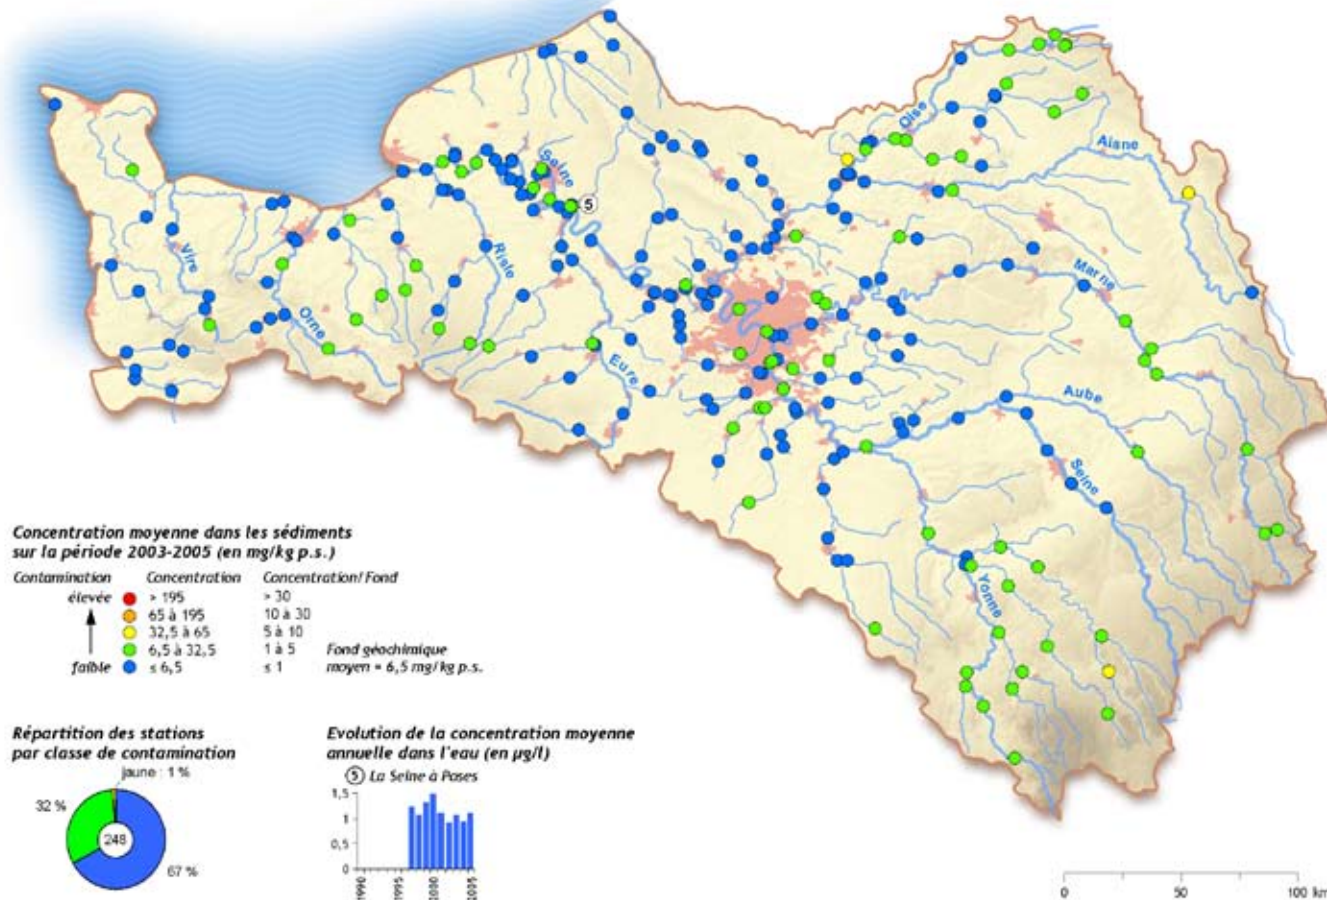 Oise
Aisne
Seine
5
Vire
Risle
Marne
Orne
Eure
Aube
Seine
Yonne
Concentration moyenne dans les sédiments
sur la période 2003-2005 (en mg/kg p.s.)
Contamination Concentration Concentration/Fond
élevée > 195 > 30
65 à 195 10 à 30
32,5 à 65 5 à 10
6,5 à 32,5 1 à 5 Fond géochimique
faible ≤ 6,5 ≤ 1 moyen = 6,5 mg/kg p.s.
Répartition des stations
par classe de contamination
jaune : 1 %
32 %
248
67 %
Evolution de la concentration moyenne
annuelle dans l'eau (en µg/l)
5 La Seine à Poses
1,5
1
0,5
0
1990
1995
2000
2005
0 50 100 km